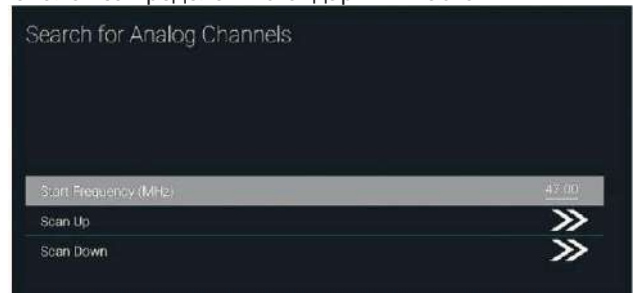 Search for Analog Channels
Start Frequency (MHz) 47.00
Scan Up
Scan Down